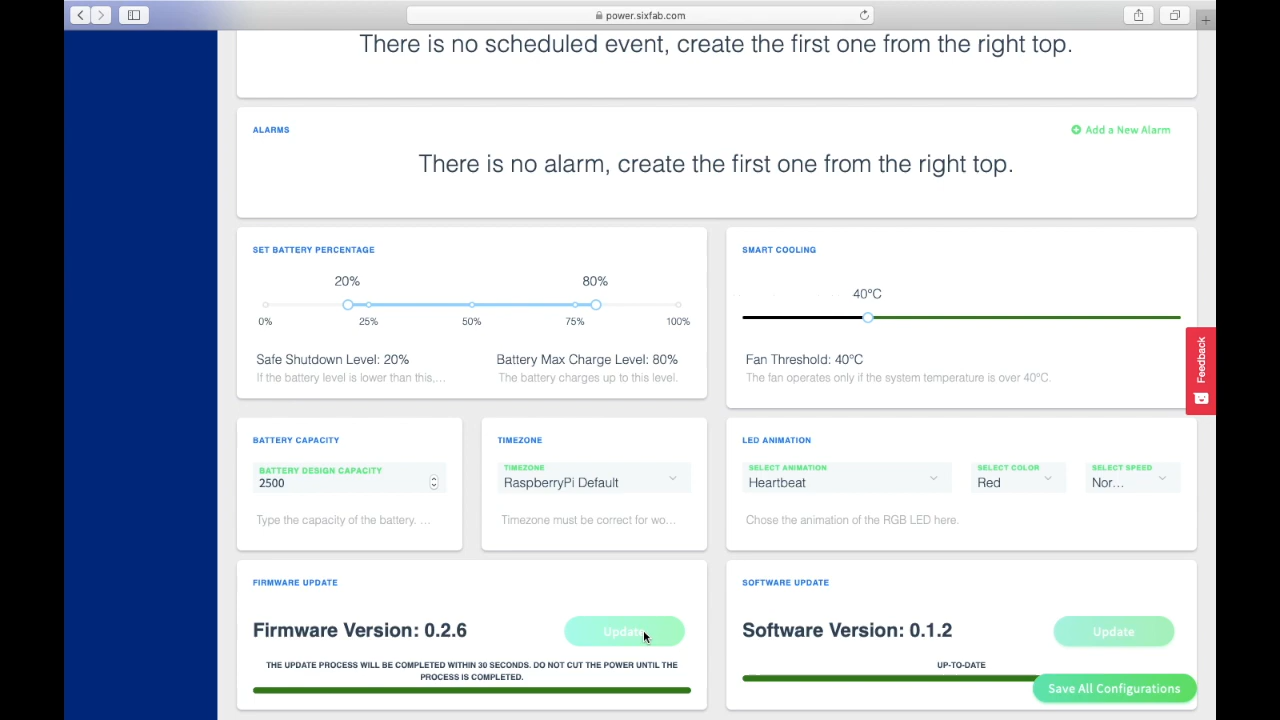 power.sixfab.com
There is no scheduled event, create the first one from the right top.
ALARMS
Add a New Alarm
There is no alarm, create the first one from the right top.
SET BATTERY PERCENTAGE
20%
80%
0%
25%
50%
75%
100%
Safe Shutdown Level: 20%
If the battery level is lower than this,...
Battery Max Charge Level: 80%
The battery charges up to this level.
SMART COOLING
40°C
Fan Threshold: 40°C
The fan operates only if the system temperature is over 40°C.
Feedback
BATTERY CAPACITY
BATTERY DESIGN CAPACITY
2500
Type the capacity of the battery. ...
TIMEZONE
TIMEZONE
RaspberryPi Default
Timezone must be correct for wo...
LED ANIMATION
SELECT ANIMATION
Heartbeat
SELECT COLOR
Red
SELECT SPEED
Nor...
Chose the animation of the RGB LED here.
FIRMWARE UPDATE
Firmware Version: 0.2.6
Update
THE UPDATE PROCESS WILL BE COMPLETED WITHIN 30 SECONDS. DO NOT CUT THE POWER UNTIL THE
PROCESS IS COMPLETED.
SOFTWARE UPDATE
Software Version: 0.1.2
Update
UP-TO-DATE
Save All Configurations